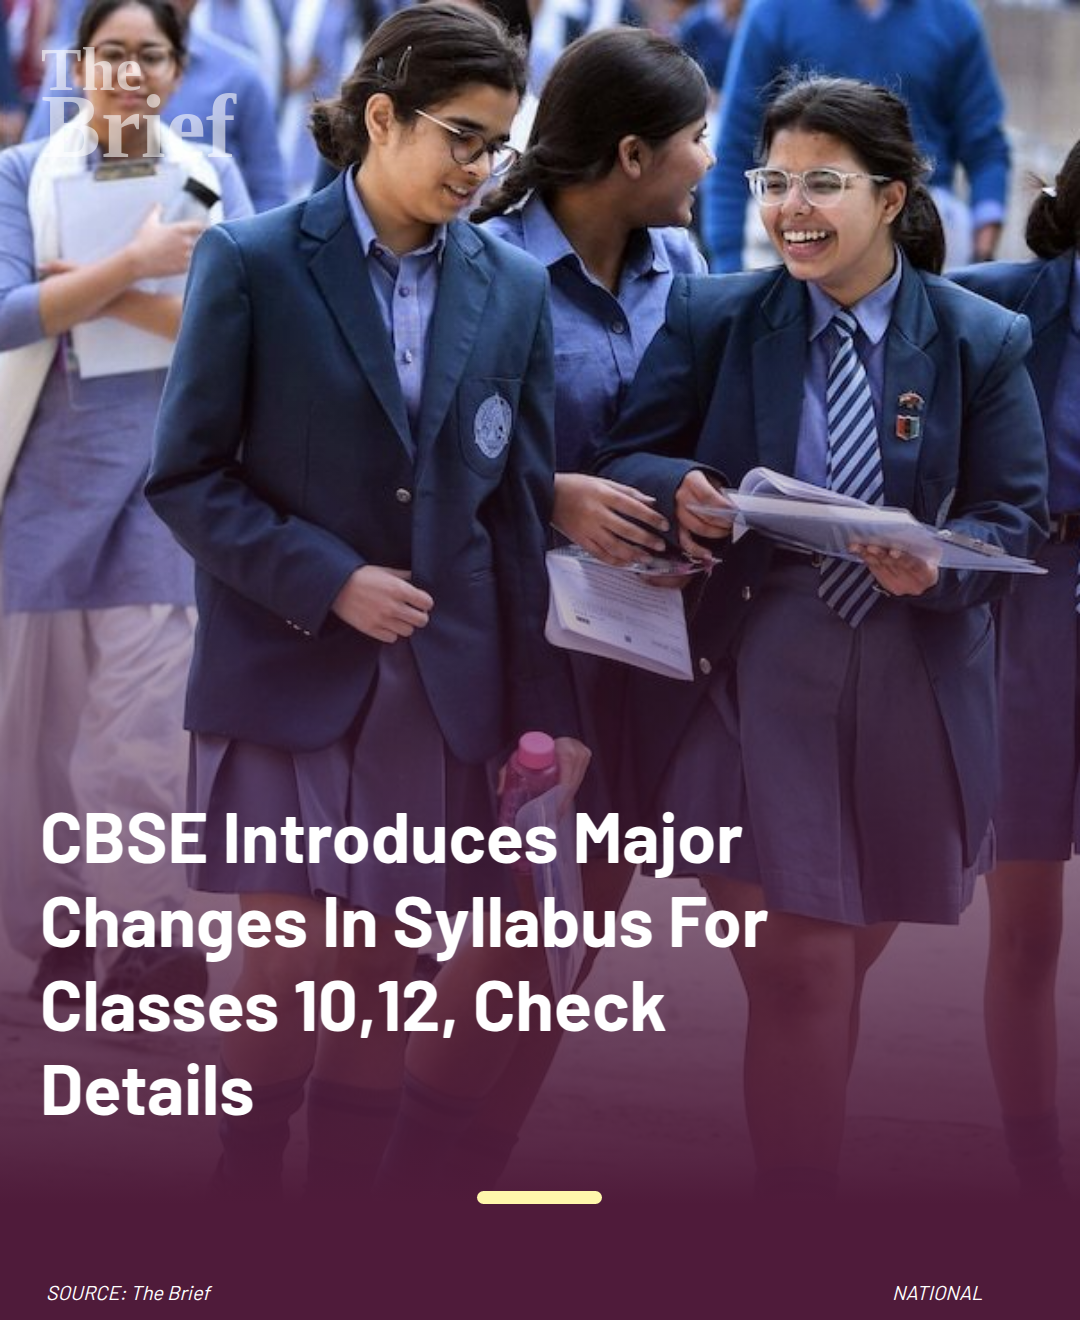 The
Brief
CBSE Introduces Major
Changes In Syllabus For
Classes 10,12, Check
Details
SOURCE: The Brief
NATIONAL